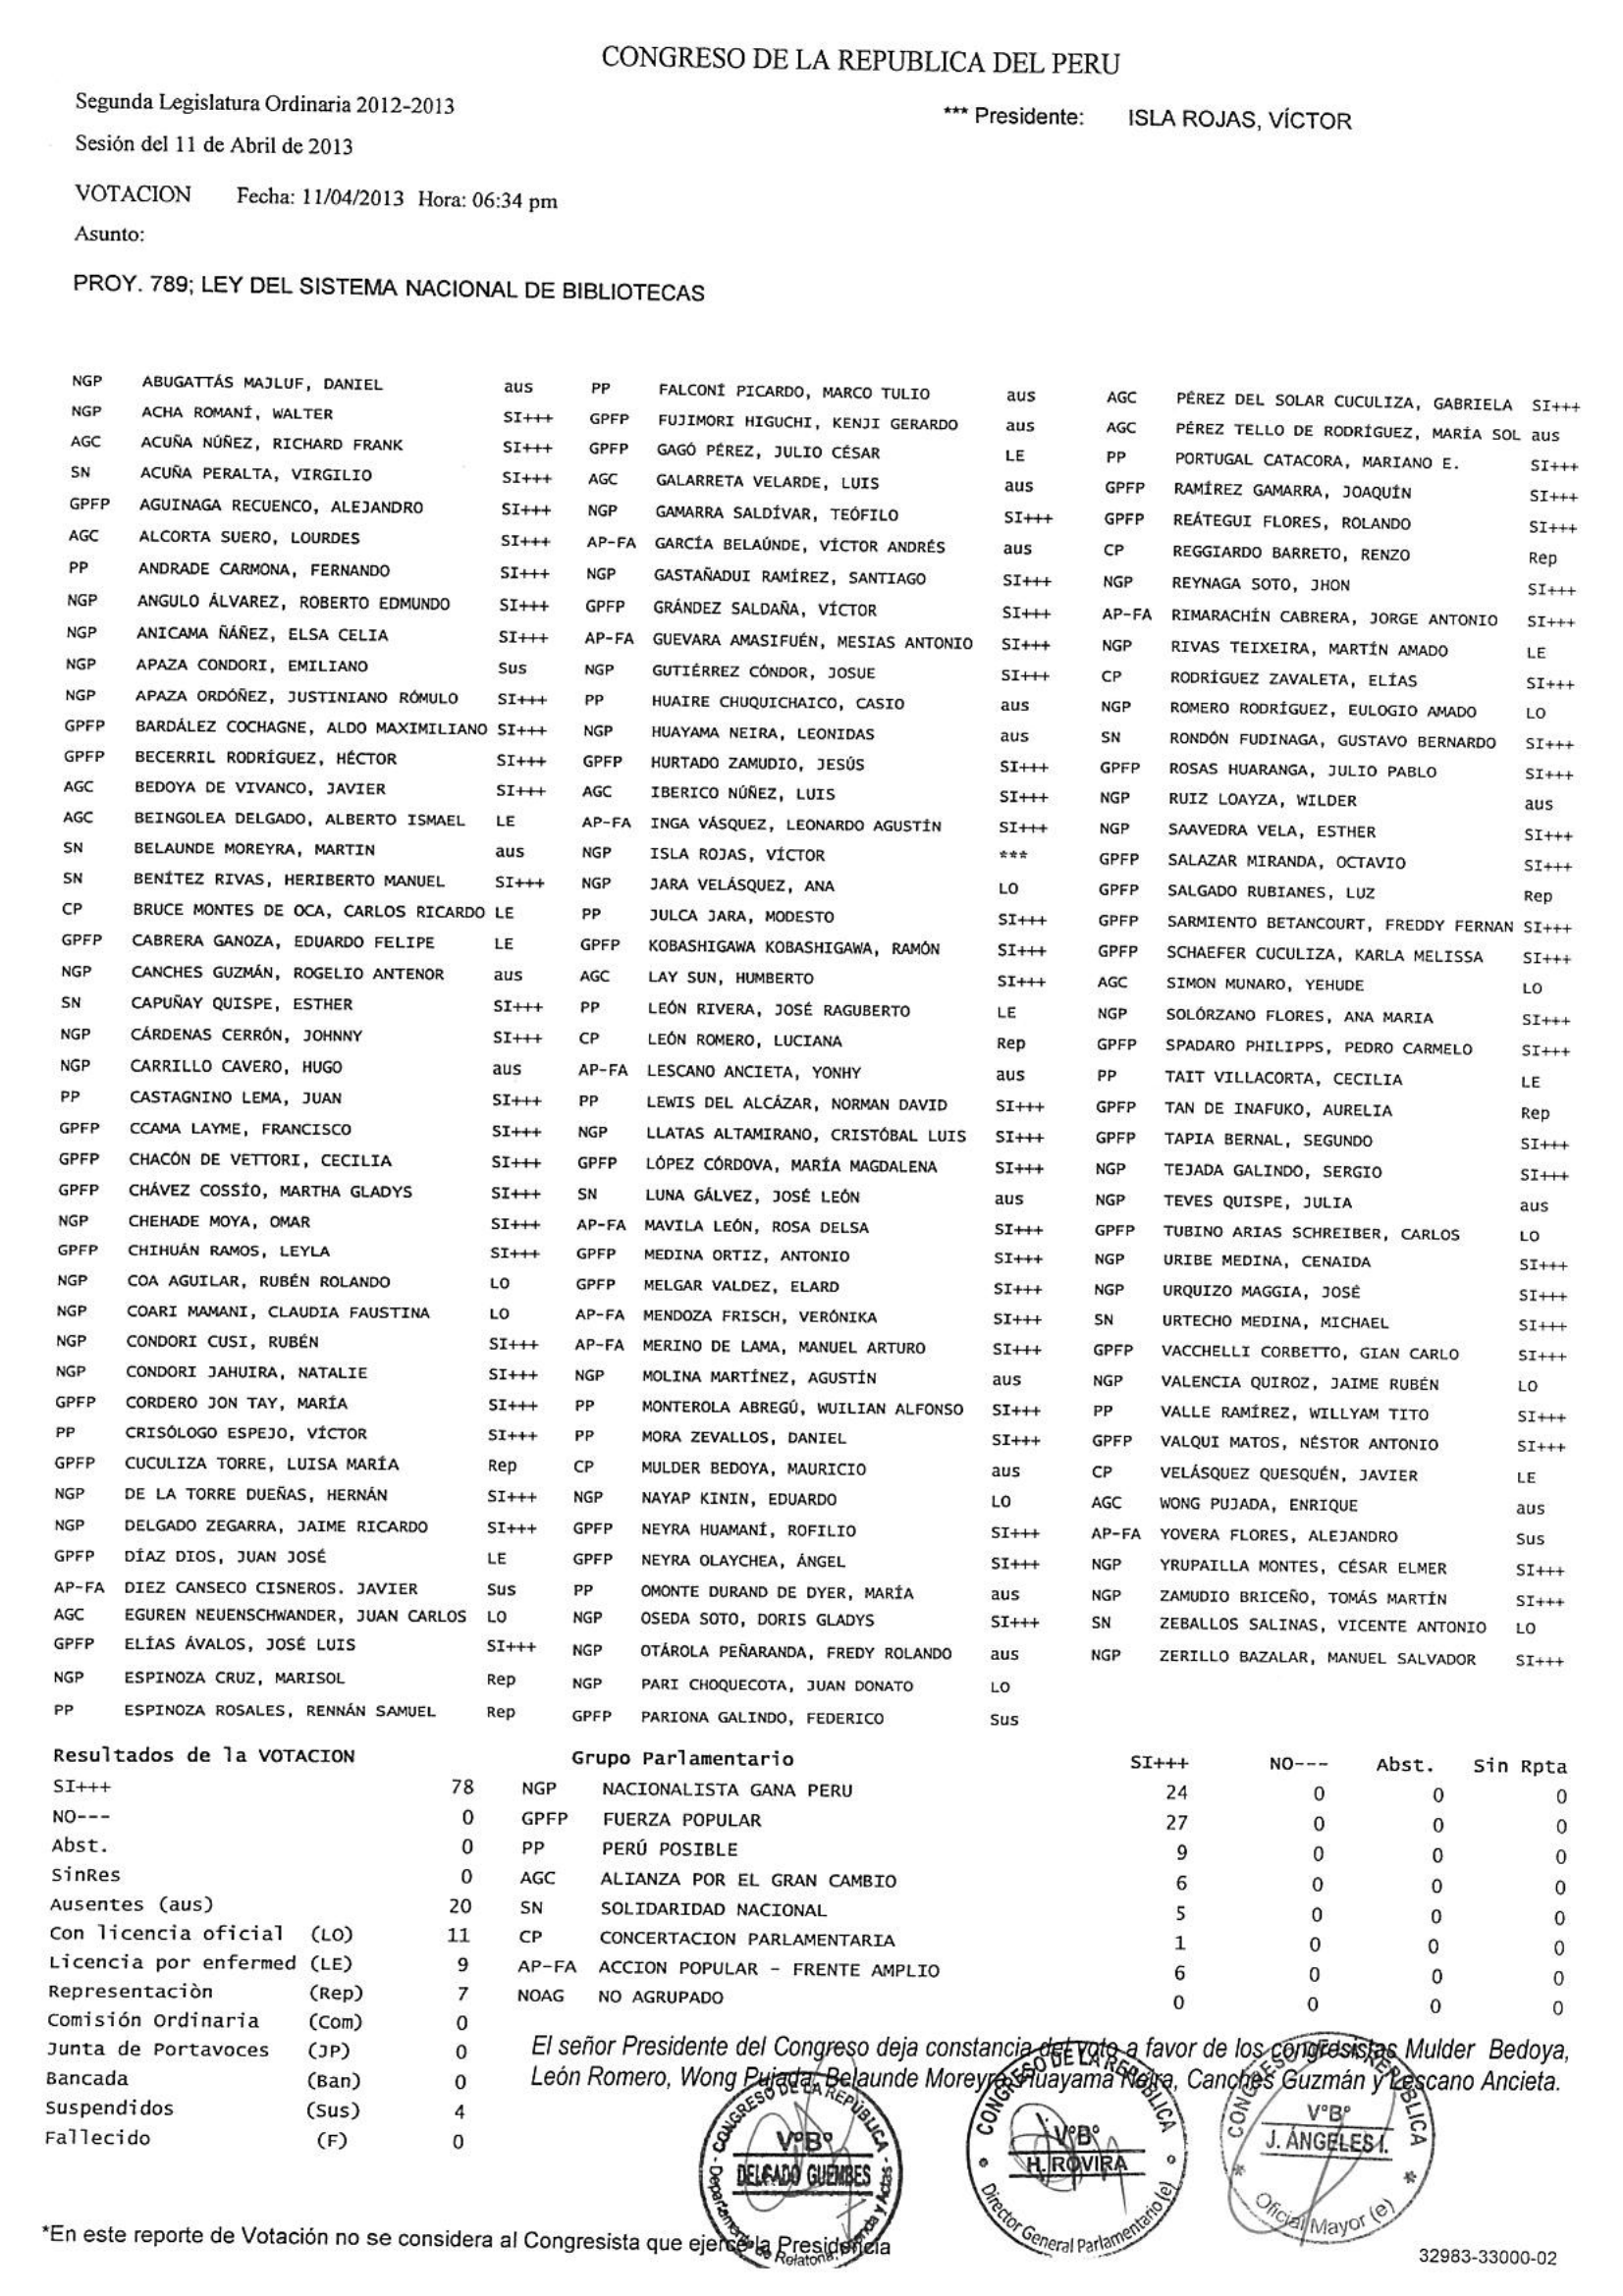 CONGRESO DE LA REPUBLICA DEL PERU
Segunda Legislatura Ordinaria 2012-2013
*** Presidente: ISLA ROJAS, VÍCTOR
Sesión del 11 de Abril de 2013
VOTACION Fecha: 11/04/2013 Hora: 06:34 pm
Asunto:
PROY. 789; LEY DEL SISTEMA NACIONAL DE BIBLIOTECAS
NGP ABUGATTÁS MAJLUF, DANIEL aus PP FALCONÍ PICARDO, MARCO TULIO aus AGC PÉREZ DEL SOLAR CUCULIZA, GABRIELA SI+++
NGP ACHA ROMANÍ, WALTER SI+++ GPFP FUJIMORI HIGUCHI, KENJI GERARDO aus AGC PÉREZ TELLO DE RODRÍGUEZ, MARÍA SOL aus
AGC ACUÑA NÚÑEZ, RICHARD FRANK SI+++ GPFP GAGÓ PÉREZ, JULIO CÉSAR LE PP PORTUGAL CATACORA, MARIANO E. SI+++
SN ACUÑA PERALTA, VIRGILIO SI+++ AGC GALARRETA VELARDE, LUIS aus GPFP RAMÍREZ GAMARRA, JOAQUÍN SI+++
GPFP AGUINAGA RECUENCO, ALEJANDRO SI+++ NGP GAMARRA SALDÍVAR, TEÓFILO SI+++ GPFP REÁTEGUI FLORES, ROLANDO SI+++
AGC ALCORTA SUERO, LOURDES SI+++ AP-FA GARCÍA BELAÚNDE, VÍCTOR ANDRÉS aus CP REGGIARDO BARRETO, RENZO Rep
PP ANDRADE CARMONA, FERNANDO SI+++ NGP GASTAÑADUI RAMÍREZ, SANTIAGO SI+++ NGP REYNAGA SOTO, JHON SI+++
NGP ANGULO ÁLVAREZ, ROBERTO EDMUNDO SI+++ GPFP GRÁNDEZ SALDAÑA, VÍCTOR SI+++ AP-FA RIMARACHÍN CABRERA, JORGE ANTONIO SI+++
NGP ANICAMA ÑÁÑEZ, ELSA CELIA SI+++ AP-FA GUEVARA AMASIFUÉN, MESIAS ANTONIO SI+++ NGP RIVAS TEIXEIRA, MARTÍN AMADO LE
NGP APAZA CONDORI, EMILIANO Sus NGP GUTIÉRREZ CÓNDOR, JOSUE SI+++ CP RODRÍGUEZ ZAVALETA, ELÍAS SI+++
NGP APAZA ORDÓÑEZ, JUSTINIANO RÓMULO SI+++ PP HUAIRE CHUQUICHAICO, CASIO aus NGP ROMERO RODRÍGUEZ, EULOGIO AMADO LO
GPFP BARDÁLEZ COCHAGNE, ALDO MAXIMILIANO SI+++ NGP HUAYAMA NEIRA, LEONIDAS aus SN RONDÓN FUDINAGA, GUSTAVO BERNARDO SI+++
GPFP BECERRIL RODRÍGUEZ, HÉCTOR SI+++ GPFP HURTADO ZAMUDIO, JESÚS SI+++ GPFP ROSAS HUARANGA, JULIO PABLO SI+++
AGC BEDOYA DE VIVANCO, JAVIER SI+++ AGC IBERICO NÚÑEZ, LUIS SI+++ NGP RUIZ LOAYZA, WILDER aus
AGC BEINGOLEA DELGADO, ALBERTO ISMAEL LE AP-FA INGA VÁSQUEZ, LEONARDO AGUSTÍN SI+++ NGP SAAVEDRA VELA, ESTHER SI+++
SN BELAUNDE MOREYRA, MARTIN aus NGP ISLA ROJAS, VÍCTOR *** GPFP SALAZAR MIRANDA, OCTAVIO SI+++
SN BENÍTEZ RIVAS, HERIBERTO MANUEL SI+++ NGP JARA VELÁSQUEZ, ANA LO GPFP SALGADO RUBIANES, LUZ Rep
CP BRUCE MONTES DE OCA, CARLOS RICARDO LE PP JULCA JARA, MODESTO SI+++ GPFP SARMIENTO BETANCOURT, FREDDY FERNAN SI+++
GPFP CABRERA GANOZA, EDUARDO FELIPE LE GPFP KOBASHIGAWA KOBASHIGAWA, RAMÓN SI+++ GPFP SCHAEFER CUCULIZA, KARLA MELISSA SI+++
NGP CANCHES GUZMÁN, ROGELIO ANTENOR aus AGC LAY SUN, HUMBERTO SI+++ AGC SIMON MUNARO, YEHUDE LO
SN CAPUÑAY QUISPE, ESTHER SI+++ PP LEÓN RIVERA, JOSÉ RAGUBERTO LE NGP SOLÓRZANO FLORES, ANA MARIA SI+++
NGP CÁRDENAS CERRÓN, JOHNNY SI+++ CP LEÓN ROMERO, LUCIANA Rep GPFP SPADARO PHILIPPS, PEDRO CARMELO SI+++
NGP CARRILLO CAVERO, HUGO aus AP-FA LESCANO ANCIETA, YONHY aus PP TAIT VILLACORTA, CECILIA LE
PP CASTAGNINO LEMA, JUAN SI+++ PP LEWIS DEL ALCÁZAR, NORMAN DAVID SI+++ GPFP TAN DE INAFUKO, AURELIA Rep
GPFP CCAMA LAYME, FRANCISCO SI+++ NGP LLATAS ALTAMIRANO, CRISTÓBAL LUIS SI+++ GPFP TAPIA BERNAL, SEGUNDO SI+++
GPFP CHACÓN DE VETTORI, CECILIA SI+++ GPFP LÓPEZ CÓRDOVA, MARÍA MAGDALENA SI+++ NGP TEJADA GALINDO, SERGIO SI+++
GPFP CHÁVEZ COSSÍO, MARTHA GLADYS SI+++ SN LUNA GÁLVEZ, JOSÉ LEÓN aus NGP TEVES QUISPE, JULIA aus
NGP CHEHADE MOYA, OMAR SI+++ AP-FA MAVILA LEÓN, ROSA DELSA SI+++ GPFP TUBINO ARIAS SCHREIBER, CARLOS LO
GPFP CHIHUÁN RAMOS, LEYLA SI+++ GPFP MEDINA ORTIZ, ANTONIO SI+++ NGP URIBE MEDINA, CENAIDA SI+++
NGP COA AGUILAR, RUBÉN ROLANDO LO GPFP MELGAR VALDEZ, ELARD SI+++ NGP URQUIZO MAGGIA, JOSÉ SI+++
NGP COARI MAMANI, CLAUDIA FAUSTINA LO AP-FA MENDOZA FRISCH, VERÓNIKA SI+++ SN URTECHO MEDINA, MICHAEL SI+++
NGP CONDORI CUSI, RUBÉN SI+++ AP-FA MERINO DE LAMA, MANUEL ARTURO SI+++ GPFP VACCHELLI CORBETTO, GIAN CARLO SI+++
NGP CONDORI JAHUIRA, NATALIE SI+++ NGP MOLINA MARTÍNEZ, AGUSTÍN aus NGP VALENCIA QUIROZ, JAIME RUBÉN LO
GPFP CORDERO JON TAY, MARÍA SI+++ PP MONTEROLA ABREGÚ, WUILIAN ALFONSO SI+++ PP VALLE RAMÍREZ, WILLYAM TITO SI+++
PP CRISÓLOGO ESPEJO, VÍCTOR SI+++ PP MORA ZEVALLOS, DANIEL SI+++ GPFP VALQUI MATOS, NÉSTOR ANTONIO SI+++
GPFP CUCULIZA TORRE, LUISA MARÍA Rep CP MULDER BEDOYA, MAURICIO aus CP VELÁSQUEZ QUESQUÉN, JAVIER LE
NGP DE LA TORRE DUEÑAS, HERNÁN SI+++ NGP NAYAP KININ, EDUARDO LO AGC WONG PUJADA, ENRIQUE aus
NGP DELGADO ZEGARRA, JAIME RICARDO SI+++ GPFP NEYRA HUAMANÍ, ROFILIO SI+++ AP-FA YOVERA FLORES, ALEJANDRO Sus
GPFP DÍAZ DIOS, JUAN JOSÉ LE GPFP NEYRA OLAYCHEA, ÁNGEL SI+++ NGP YRUPAILLA MONTES, CÉSAR ELMER SI+++
AP-FA DIEZ CANSECO CISNEROS. JAVIER Sus PP OMONTE DURAND DE DYER, MARÍA aus NGP ZAMUDIO BRICEÑO, TOMÁS MARTÍN SI+++
AGC EGUREN NEUENSCHWANDER, JUAN CARLOS LO NGP OSEDA SOTO, DORIS GLADYS SI+++ SN ZEBALLOS SALINAS, VICENTE ANTONIO LO
GPFP ELÍAS ÁVALOS, JOSÉ LUIS SI+++ NGP OTÁROLA PEÑARANDA, FREDY ROLANDO aus NGP ZERILLO BAZALAR, MANUEL SALVADOR SI+++
NGP ESPINOZA CRUZ, MARISOL Rep NGP PARI CHOQUECOTA, JUAN DONATO LO
PP ESPINOZA ROSALES, RENNÁN SAMUEL Rep GPFP PARIONA GALINDO, FEDERICO Sus
Resultados de la VOTACION Grupo Parlamentario SI+++ NO--- Abst. Sin Rpta
SI+++ 78 NGP NACIONALISTA GANA PERU 24 0 0 0
NO--- 0 GPFP FUERZA POPULAR 27 0 0 0
Abst. 0 PP PERÚ POSIBLE 9 0 0 0
SinRes 0 AGC ALIANZA POR EL GRAN CAMBIO 6 0 0 0
Ausentes (aus) 20 SN SOLIDARIDAD NACIONAL 5 0 0 0
Con licencia oficial (LO) 11 CP CONCERTACION PARLAMENTARIA 1 0 0 0
Licencia por enfermed (LE) 9 AP-FA ACCION POPULAR - FRENTE AMPLIO 6 0 0 0
Representaciòn (Rep) 7 NOAG NO AGRUPADO 0 0 0 0
Comisión Ordinaria (Com) 0
Junta de Portavoces (JP) 0
Bancada (Ban) 0
Suspendidos (Sus) 4
Fallecido (F) 0
El señor Presidente del Congreso deja constancia del voto a favor de los congresistas Mulder Bedoya,
León Romero, Wong Pujada, Belaunde Moreyra, Huayama Neira, Canches Guzmán y Lescano Ancieta.
CONGRESO DE LA REPÚBLICA
V°B°
DELGADO GUEMBES
Departamento de Relatoría, Agenda y Actas
CONGRESO DE LA REPÚBLICA
V°B°
H. ROVIRA
Director General Parlamentario (e)
CONGRESO DE LA REPÚBLICA
V°B°
J. ÁNGELES I.
Oficial Mayor (e)
*En este reporte de Votación no se considera al Congresista que ejerce la Presidencia
32983-33000-02